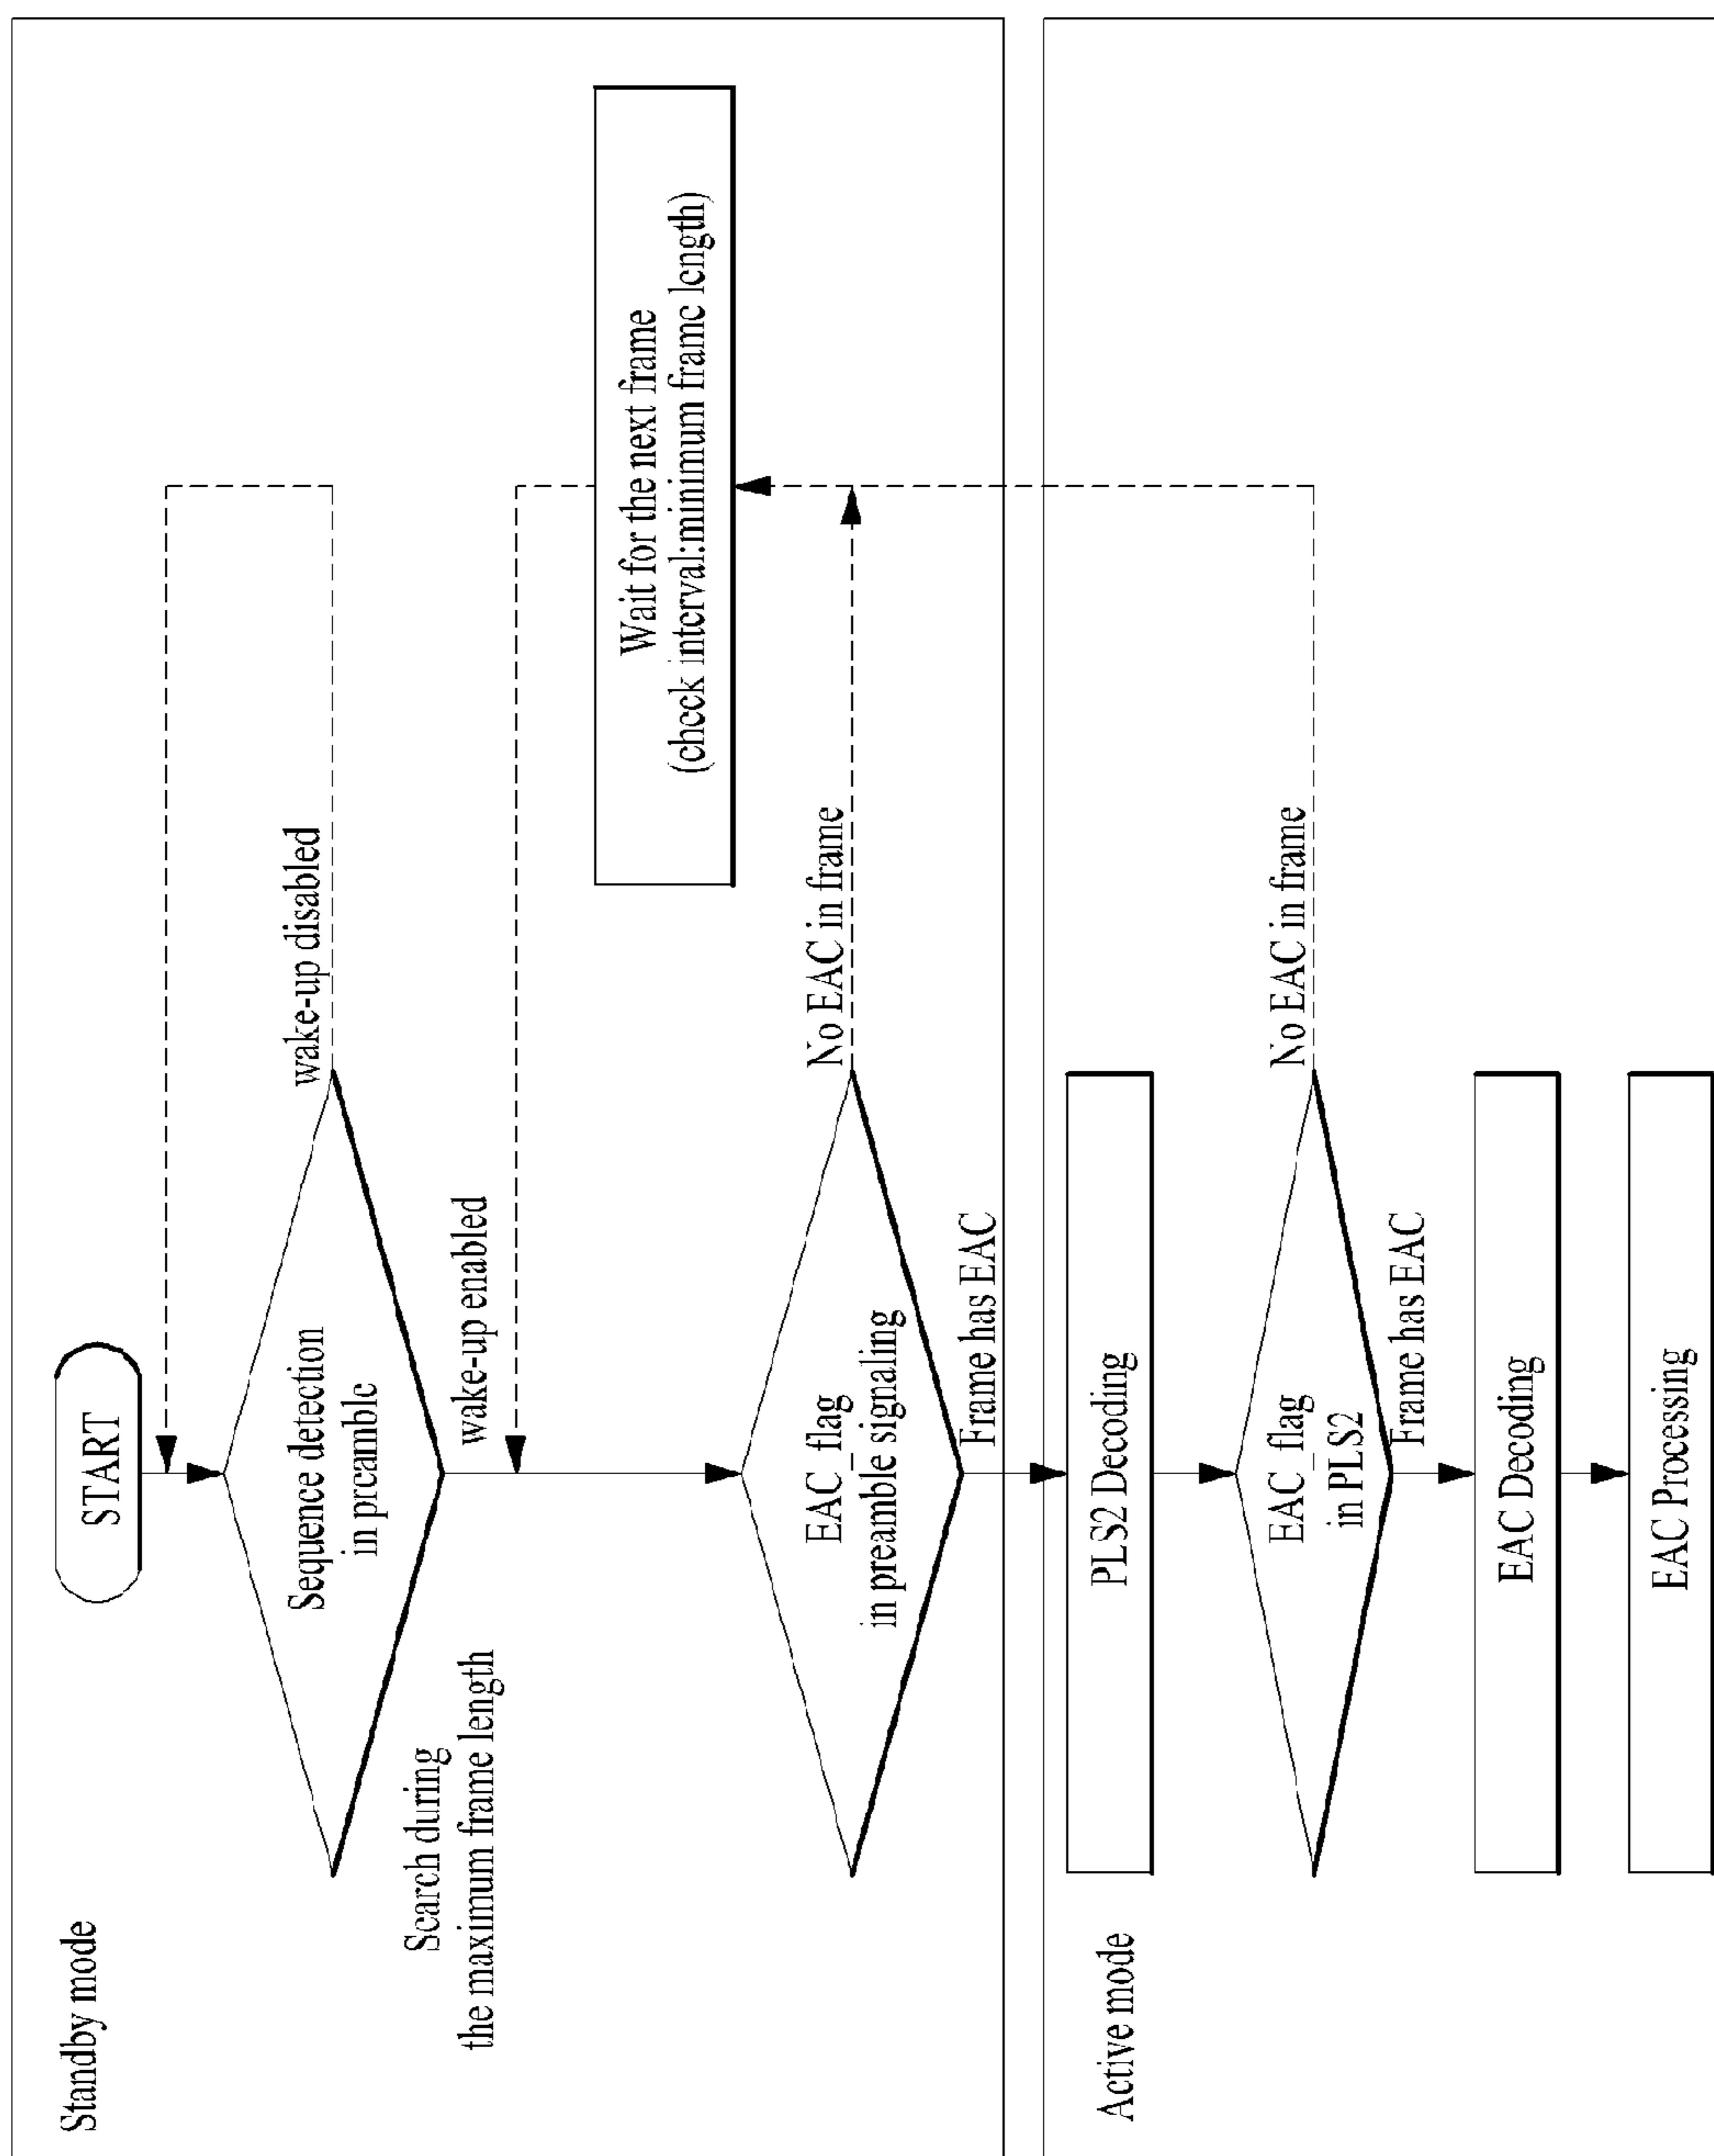 Standby mode
START
Sequence detection
in preamble
wake-up disabled
Search during
the maximum frame length
wake-up enabled
Wait for the next frame
(check interval:minimum frame length)
EAC_flag
in preamble signaling
No EAC in frame
Frame has EAC
Active mode
PLS2 Decoding
EAC_flag
in PLS2
No EAC in frame
Frame has EAC
EAC Decoding
EAC Processing